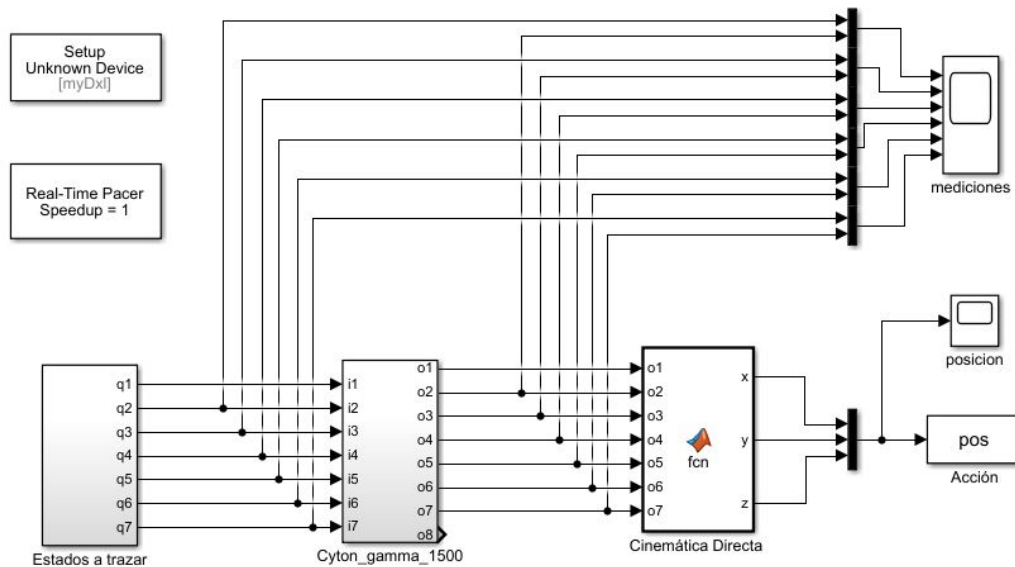 Setup
Unknown Device
[myDxl]
mediciones
Real-Time Pacer
Speedup = 1
posicion
q1
q2
q3
q4
q5
q6
q7
Estados a trazar
i1
i2
i3
i4
i5
i6
i7
o1
o2
o3
o4
o5
o6
o7
o8
Cyton_gamma_1500
o1
o2
o3
o4
o5
o6
o7
fcn
x
y
z
Cinemática Directa
pos
Acción